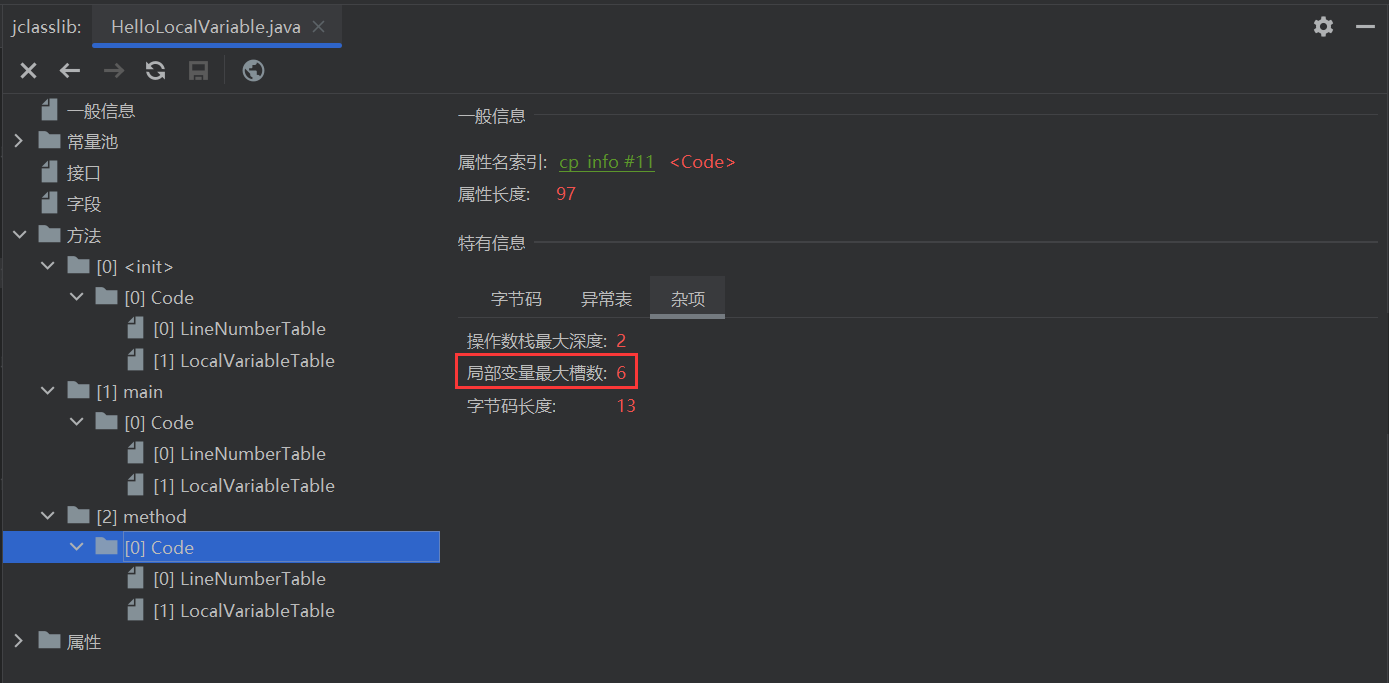 jclasslib:
HelloLocalVariable.java
一般信息
常量池
接口
字段
方法
[0] <init>
[0] Code
[0] LineNumberTable
[1] LocalVariableTable
[1] main
[0] Code
[0] LineNumberTable
[1] LocalVariableTable
[2] method
[0] Code
[0] LineNumberTable
[1] LocalVariableTable
属性
一般信息
属性名索引: cp_info #11 <Code>
属性长度: 97
特有信息
字节码 异常表 杂项
操作数栈最大深度: 2
局部变量最大槽数: 6
字节码长度: 13